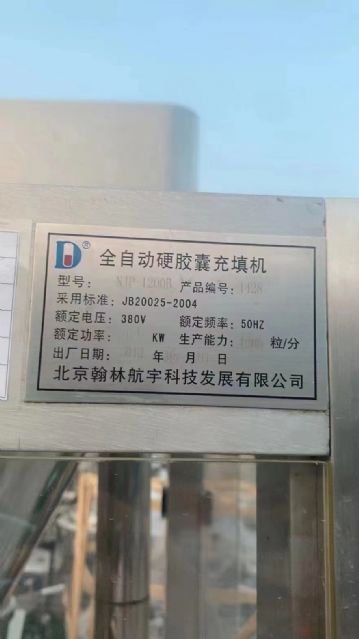 D®
全自动硬胶囊充填机
型号: NJP 1200B 产品编号: 1428
采用标准: JB20025-2004
额定电压: 380V 额定频率: 50HZ
额定功率: KW 生产能力: 粒/分
出厂日期: 年 月 日
北京翰林航宇科技发展有限公司